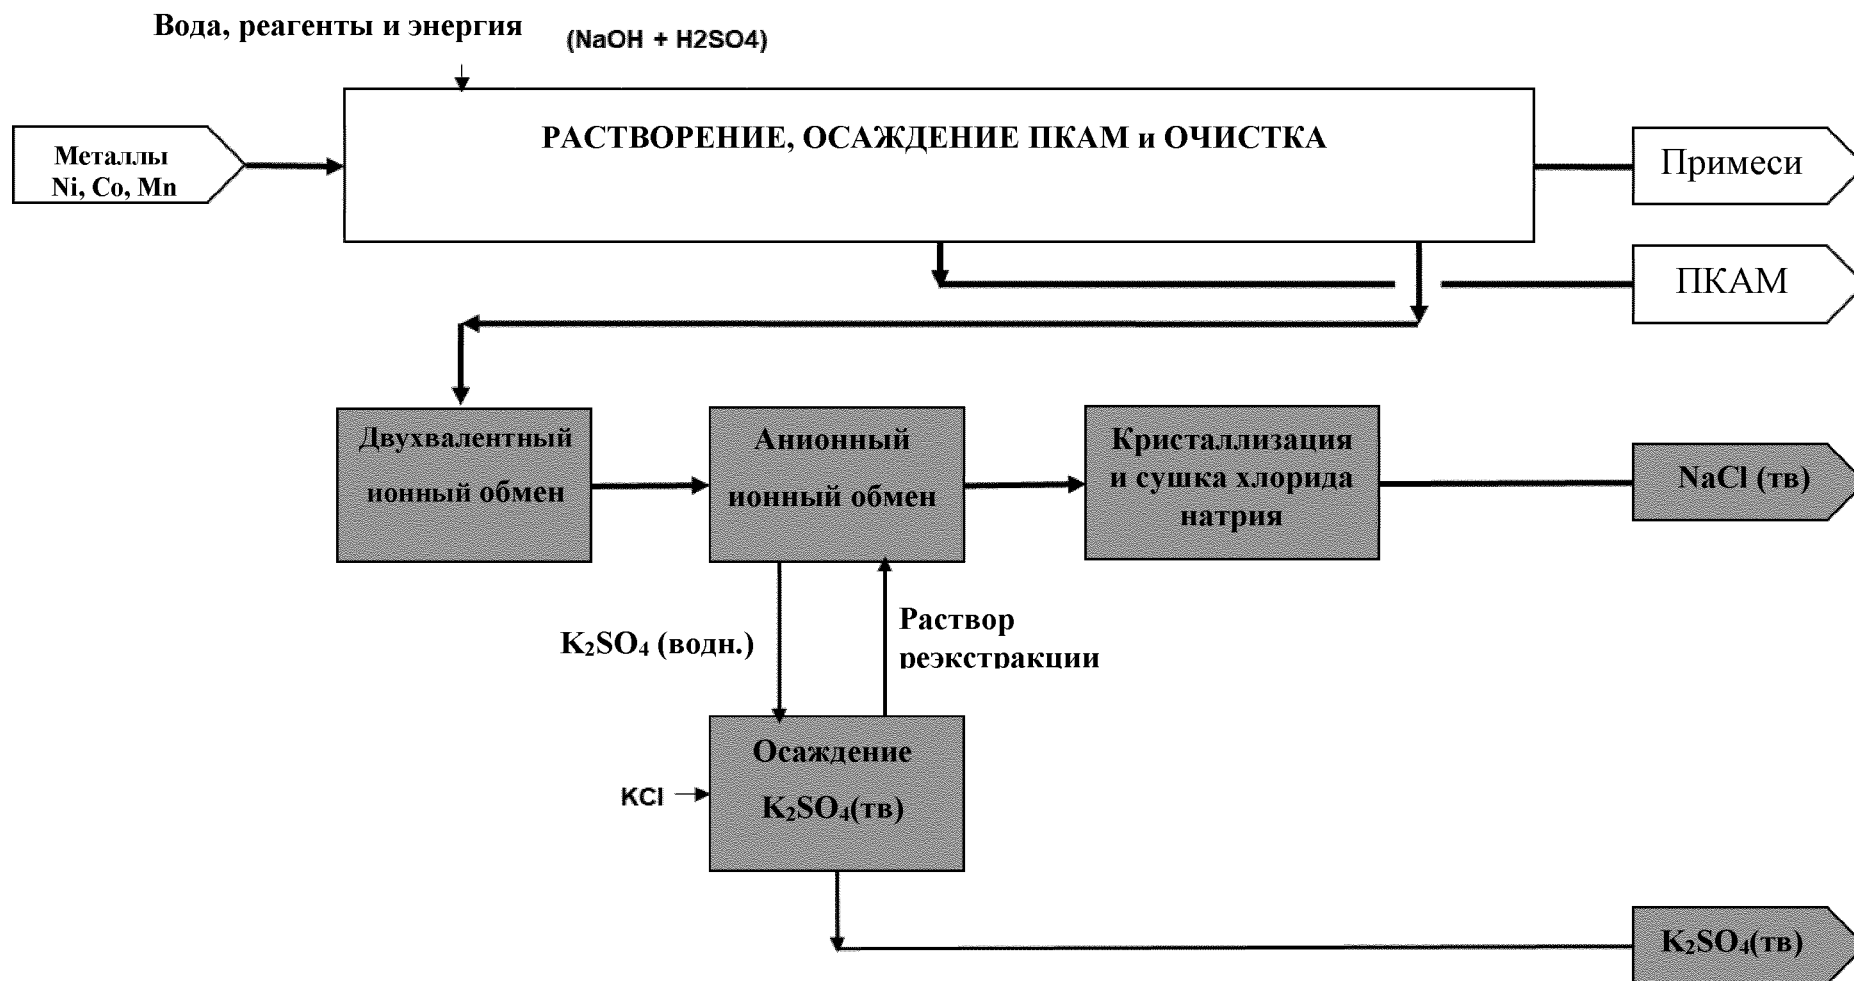 Вода, реагенты и энергия
(NaOH + H2SO4)
РАСТВОРЕНИЕ, ОСАЖДЕНИЕ ПКАМ и ОЧИСТКА
Металлы
Ni, Co, Mn
Примеси
ПКАМ
Двухвалентный
ионный обмен
Анионный
ионный обмен
Кристаллизация
и сушка хлорида
натрия
NaCl (тв)
K₂SO₄ (водн.)
Раствор
реэкстракции
Осаждение
K₂SO₄(тв)
KCl
K₂SO₄(тв)